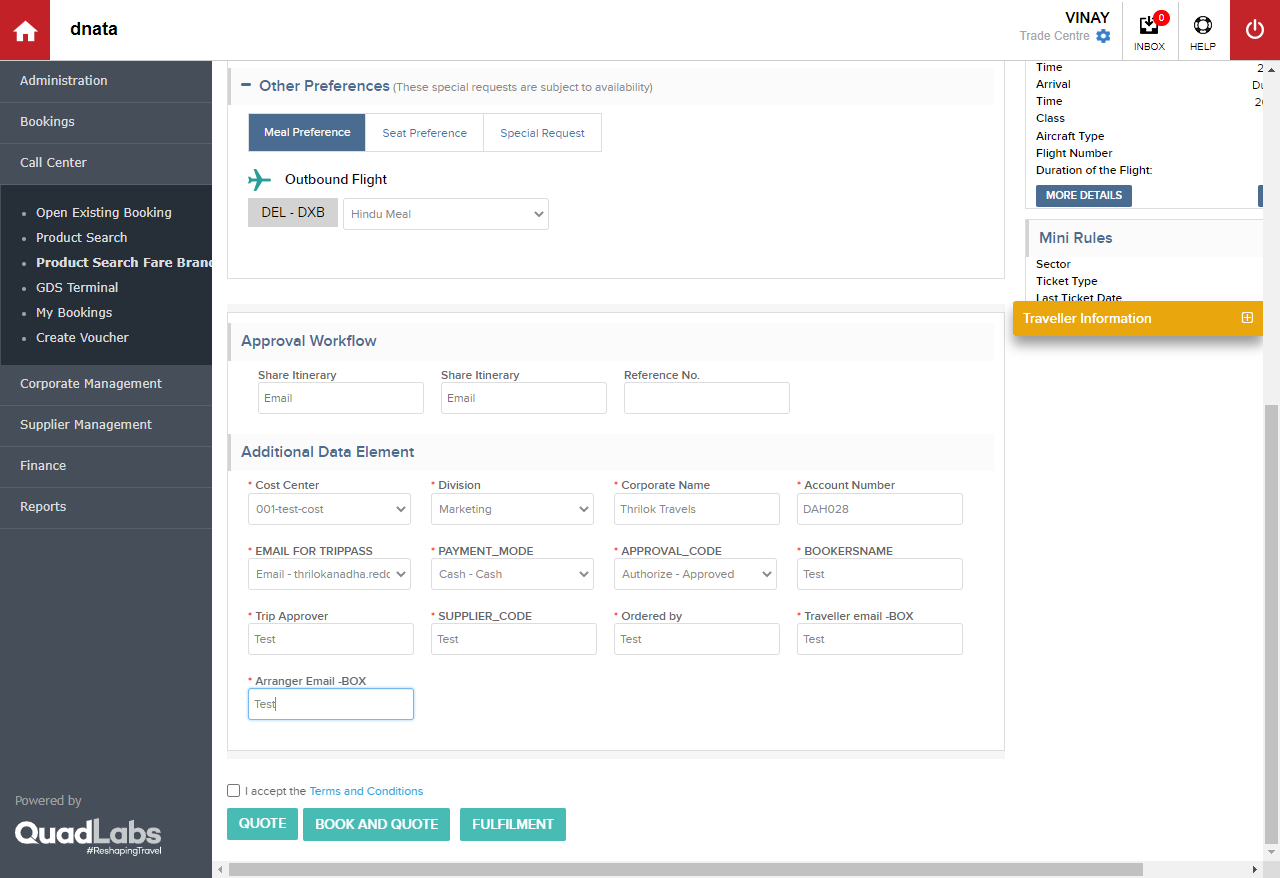 dnata
VINAY
Trade Centre
0
INBOX
HELP
Administration
Bookings
Call Center
Open Existing Booking
Product Search
Product Search Fare Bran
GDS Terminal
My Bookings
Create Voucher
Corporate Management
Supplier Management
Finance
Reports
Powered by
QuadLabs
#ReshapingTravel
Other Preferences (These special requests are subject to availability)
Meal Preference Seat Preference Special Request
Outbound Flight
DEL - DXB Hindu Meal
Approval Workflow
Share Itinerary Share Itinerary Reference No.
Email Email
Additional Data Element
* Cost Center * Division * Corporate Name * Account Number
001-test-cost Marketing Thrilok Travels DAH028
* EMAIL FOR TRIPPASS * PAYMENT_MODE * APPROVAL_CODE * BOOKERSNAME
Email - thrilokanadha.redd Cash - Cash Authorize - Approved Test
* Trip Approver * SUPPLIER_CODE * Ordered by * Traveller email -BOX
Test Test Test Test
* Arranger Email -BOX
Test
I accept the Terms and Conditions
QUOTE BOOK AND QUOTE FULFILMENT
Time 2
Arrival Du
Time 20
Class
Aircraft Type
Flight Number
Duration of the Flight:
MORE DETAILS
Mini Rules
Sector
Ticket Type
Last Ticket Date
Traveller Information